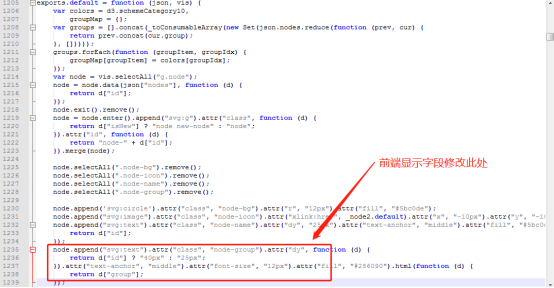 1205 exports.default = function (json, vis) {
1206 var colors = d3.schemeCategory10,
1207 groupMap = {};
1208 var groups = [].concat(_toConsumableArray(new Set(json.nodes.reduce(function (prev, cur) {
1209 return prev.concat(cur.group);
1210 }, []))));
1211 groups.forEach(function (groupItem, groupIdx) {
1212 groupMap[groupItem] = colors[groupIdx];
1213 });
1214 var node = vis.selectAll("g.node");
1215 node = node.data(json["nodes"], function (d) {
1216 return d["id"];
1217 });
1218 node.exit().remove();
1219 node = node.enter().append("svg:g").attr("class", function (d) {
1220 return d["isNew"] ? "node new-node" : "node";
1221 }).attr("id", function (d) {
1222 return "node-" + d["id"];
1223 }).merge(node);
1224
1225 node.selectAll(".node-bg").remove();
1226 node.selectAll(".node-icon").remove();
1227 node.selectAll(".node-name").remove();
1228 node.selectAll(".node-group").remove();
1229
前端显示字段修改此处
1230 node.append("svg:circle").attr("class", "node-bg").attr("r", "12px").attr("fill", "#5bc0de");
1231 node.append("svg:image").attr("class", "node-icon").attr("xlink:href", _node2.default).attr("x", "-10px").attr("y",
1232 node.append("svg:text").attr("class", "node-name").attr("dy", "25px").attr("text-anchor", "middle").attr("fill",
1233 return d["id"];
1234 });
1235 node.append("svg:text").attr("class", "node-group").attr("dy", function (d) {
1236 return d["id"] ? "40px" : "25px";
1237 }).attr("text-anchor", "middle").attr("font-size", "12px").attr("fill", "#286090").html(function (d) {
1238 return d["group"];
1239 });